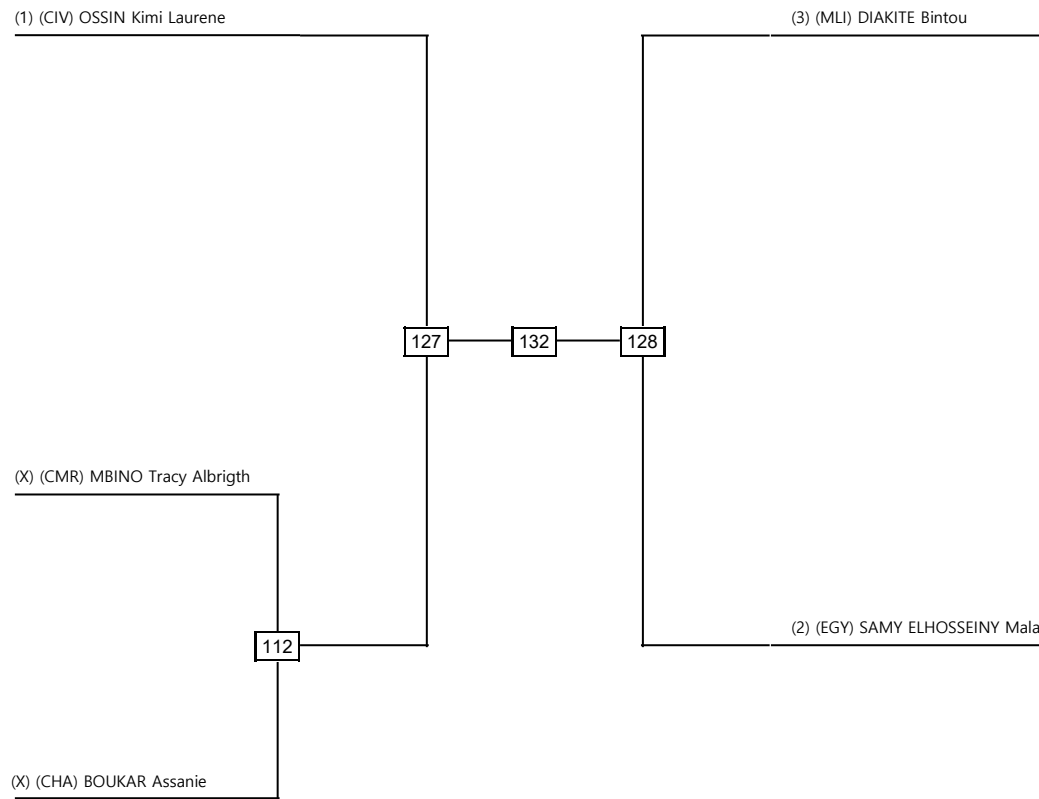 (1) (CIV) OSSIN Kimi Laurene
(3) (MLI) DIAKITE Bintou
127
132
128
(X) (CMR) MBINO Tracy Albrigth
112
(2) (EGY) SAMY ELHOSSEINY Mala
(X) (CHA) BOUKAR Assanie